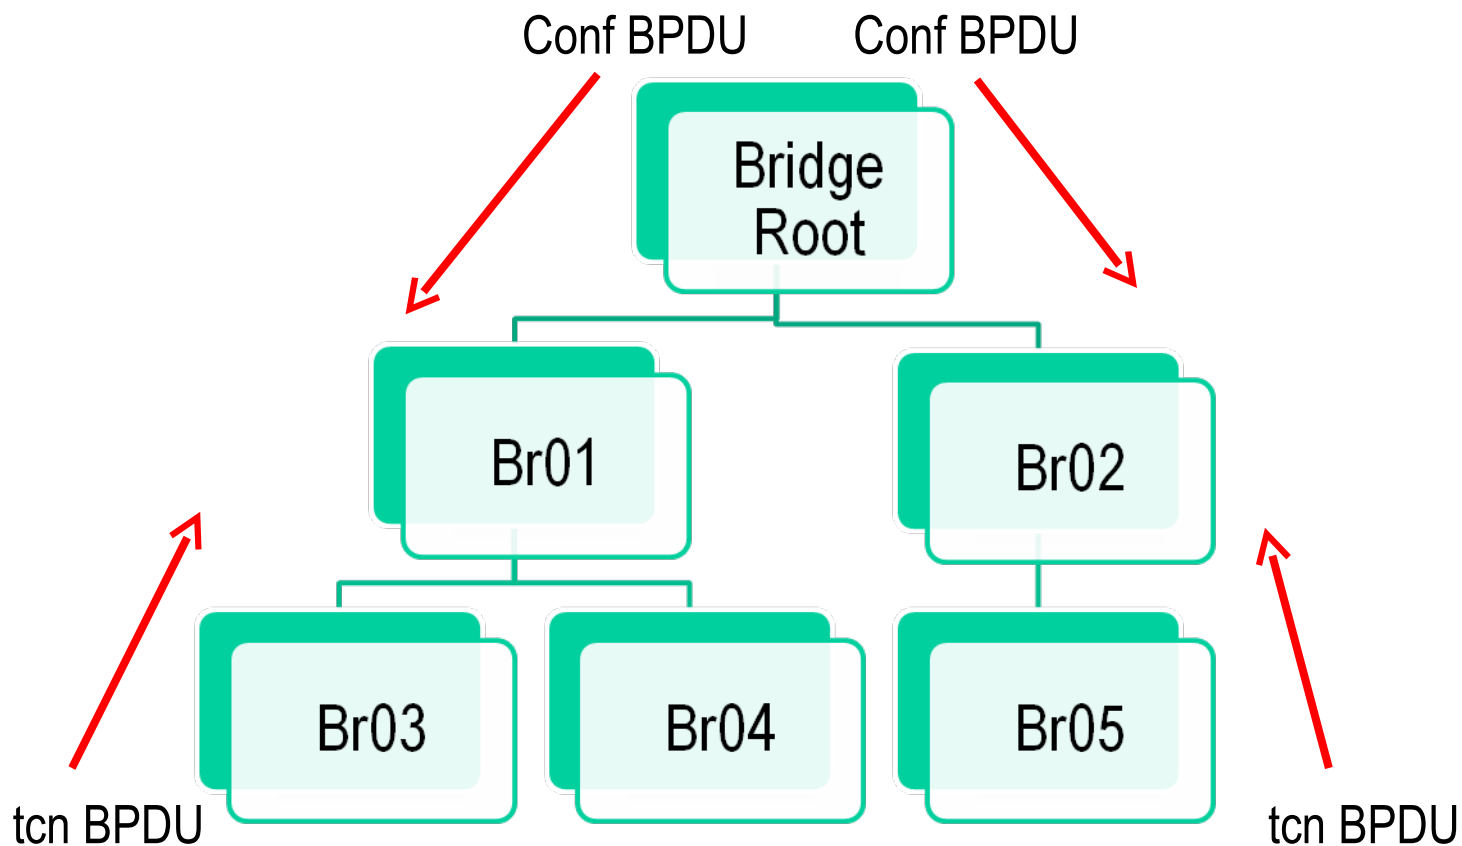 Conf BPDU
Conf BPDU
Bridge
Root
Br01
Br02
Br03
Br04
Br05
tcn BPDU
tcn BPDU